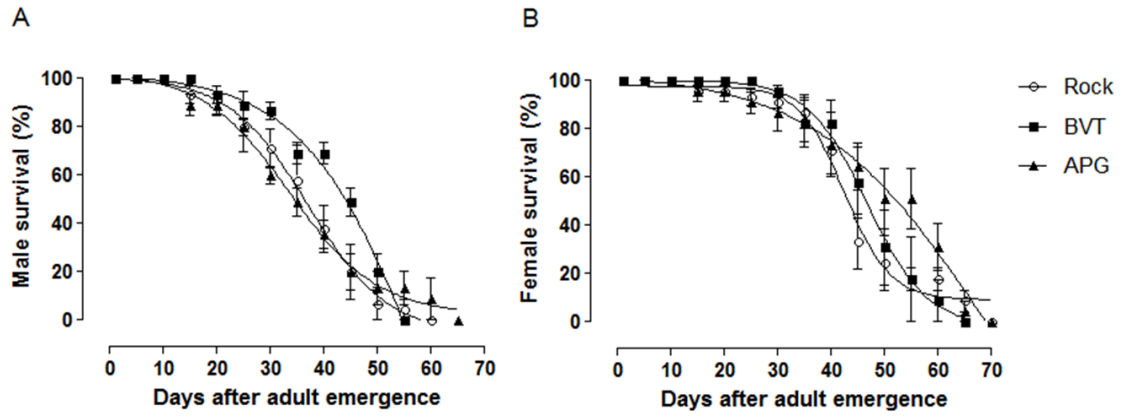 A
Male survival (%)
100
80
60
40
20
0
0 10 20 30 40 50 60 70
Days after adult emergence
B
Female survival (%)
100
80
60
40
20
0
0 10 20 30 40 50 60 70
Days after adult emergence
Rock
BVT
APG